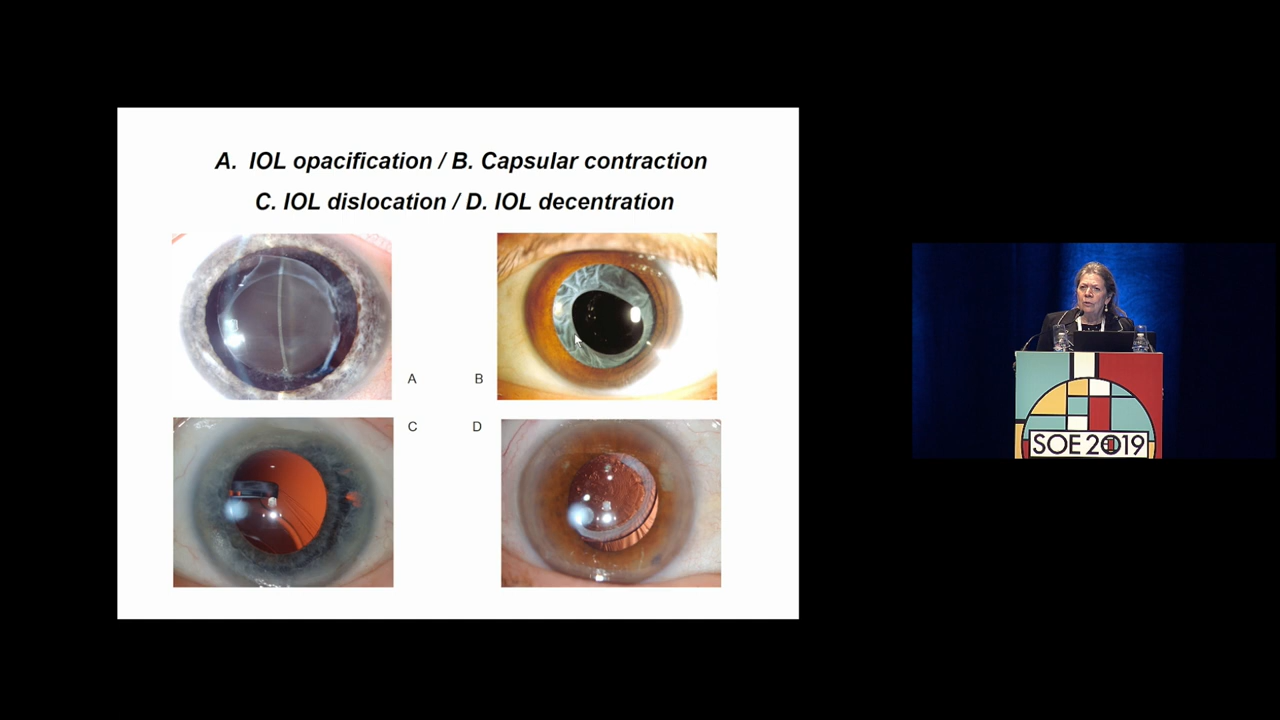 A. IOL opacification / B. Capsular contraction
C. IOL dislocation / D. IOL decentration
A
B
C
D
SOE 2019